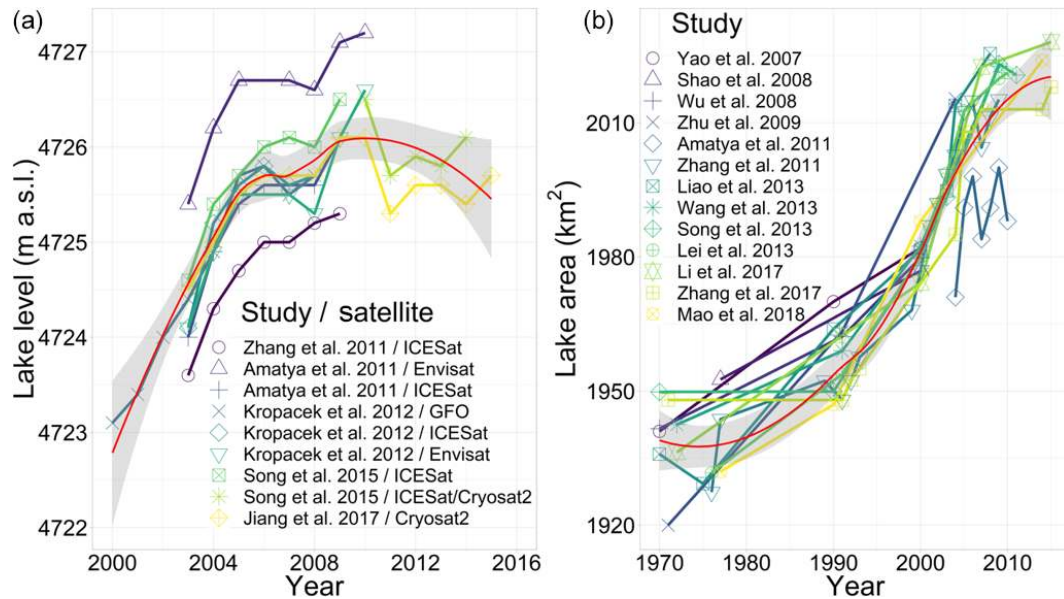 (a)
Lake level (m a.s.l.)
4727
4726
4725
4724
4723
4722
Study / satellite
Zhang et al. 2011 / ICESat
Amatya et al. 2011 / Envisat
Amatya et al. 2011 / ICESat
Kropacek et al. 2012 / GFO
Kropacek et al. 2012 / ICESat
Kropacek et al. 2012 / Envisat
Song et al. 2015 / ICESat
Song et al. 2015 / ICESat/Cryosat2
Jiang et al. 2017 / Cryosat2
2000 2004 2008 2012 2016
Year
(b)
Lake area (km²)
2010
1980
1950
1920
Study
Yao et al. 2007
Shao et al. 2008
Wu et al. 2008
Zhu et al. 2009
Amatya et al. 2011
Zhang et al. 2011
Liao et al. 2013
Wang et al. 2013
Song et al. 2013
Lei et al. 2013
Li et al. 2017
Zhang et al. 2017
Mao et al. 2018
1970 1980 1990 2000 2010
Year